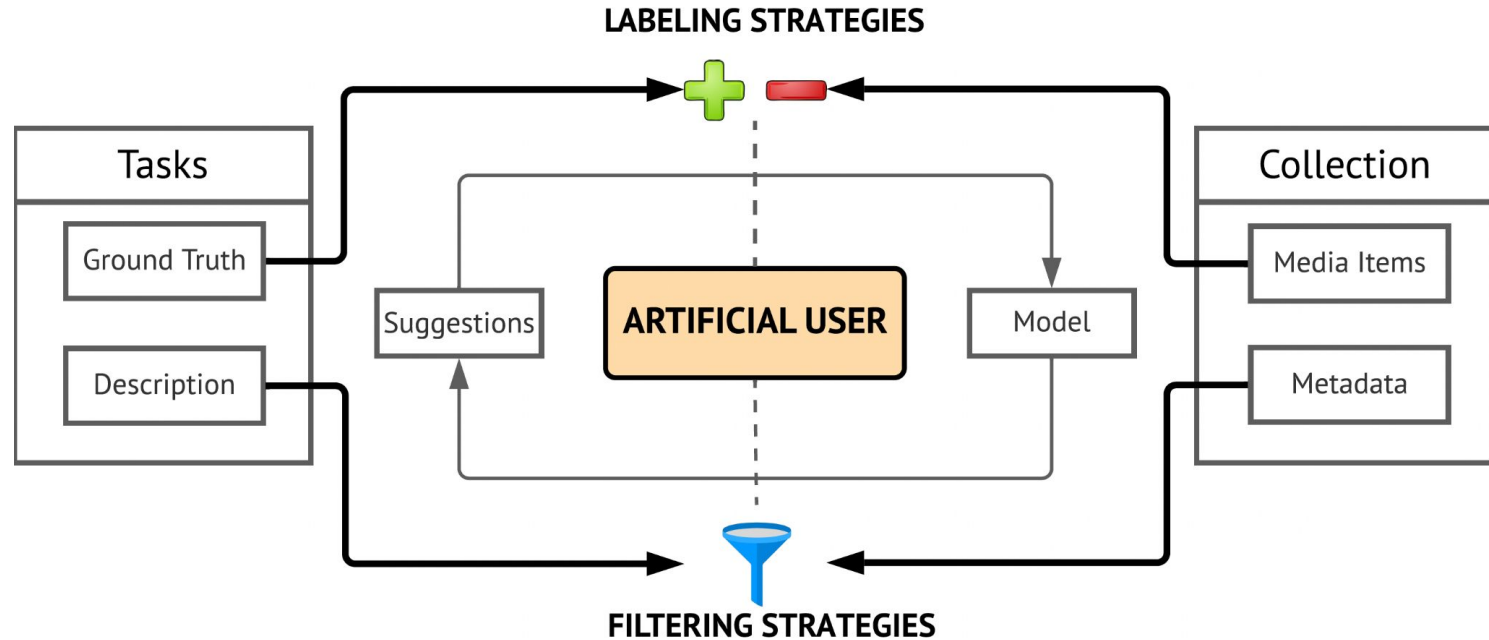 LABELING STRATEGIES
Tasks
Ground Truth
Description
Suggestions
ARTIFICIAL USER
Model
Collection
Media Items
Metadata
FILTERING STRATEGIES